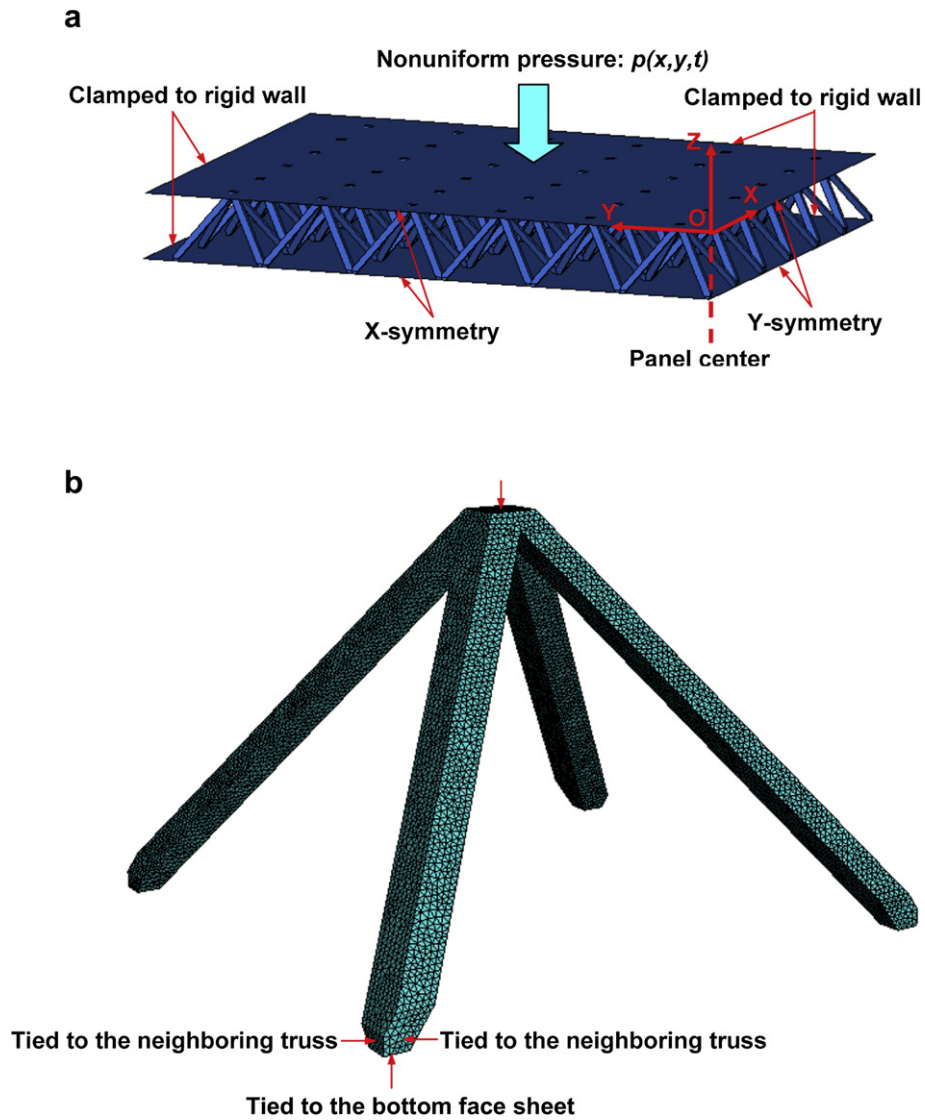 a
Nonuniform pressure: p(x,y,t)
Clamped to rigid wall
Clamped to rigid wall
Z
X
Y
O
X-symmetry
Y-symmetry
Panel center
b
Tied to the neighboring truss
Tied to the neighboring truss
Tied to the bottom face sheet